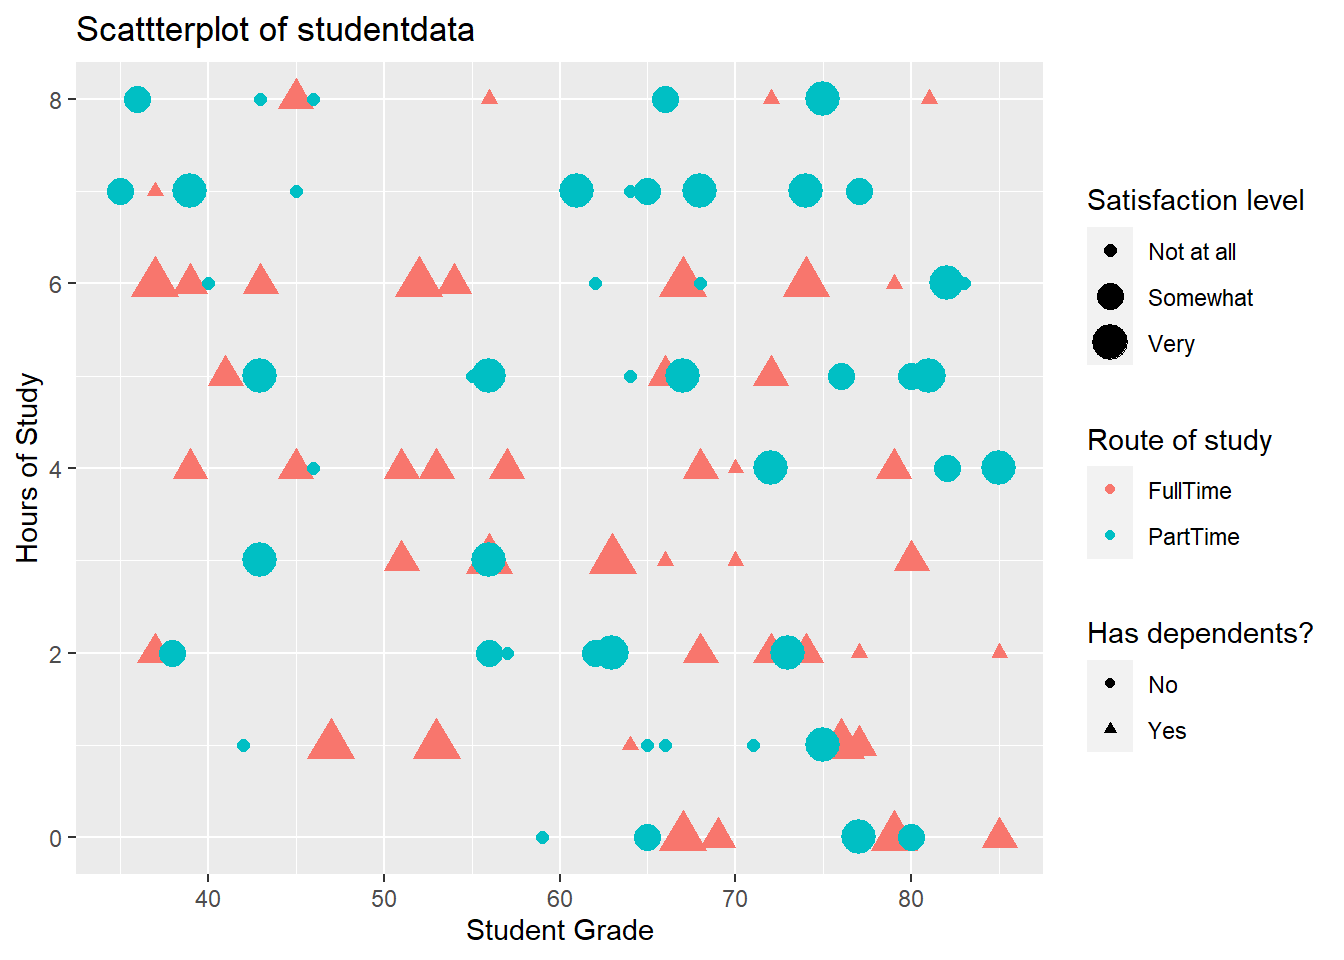 Scattterplot of studentdata
8
6
4
2
0
Hours of Study
40 50 60 70 80
Student Grade
Satisfaction level
Not at all
Somewhat
Very
Route of study
FullTime
PartTime
Has dependents?
No
Yes